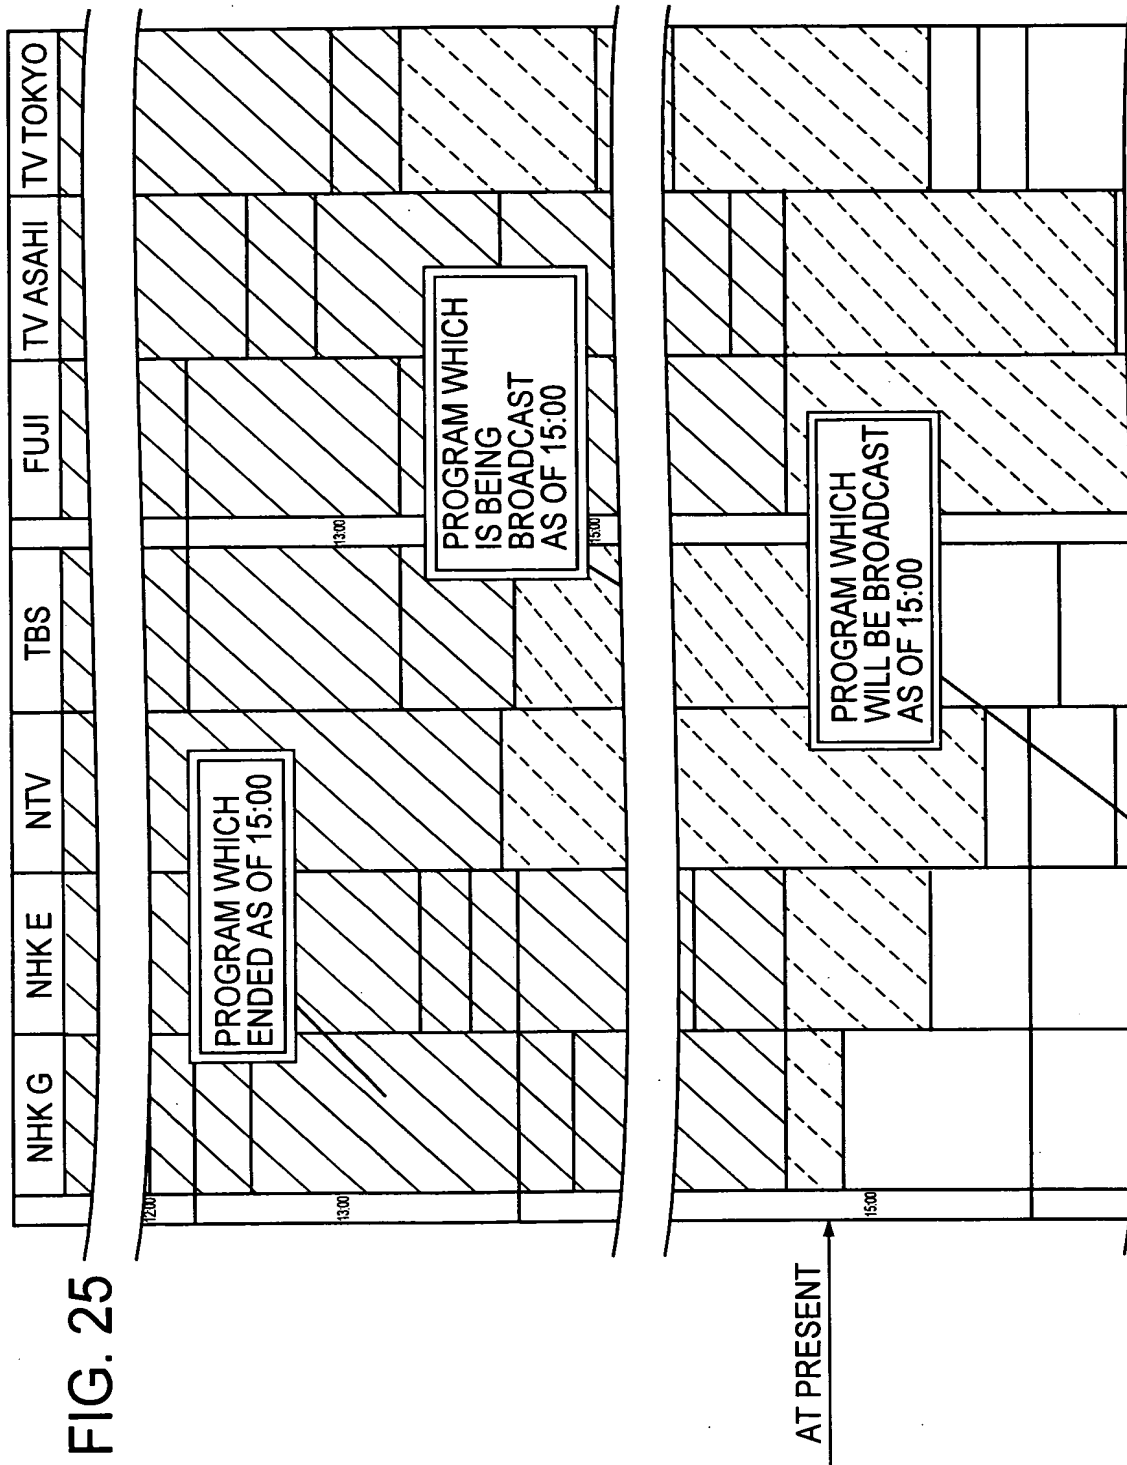 FIG. 25
NHK G
NHK E
NTV
TBS
FUJI
TV ASAHI
TV TOKYO
12:00
13:00
13:00
PROGRAM WHICH
ENDED AS OF 15:00
PROGRAM WHICH
IS BEING
BROADCAST
AS OF 15:00
15:00
AT PRESENT
15:00
PROGRAM WHICH
WILL BE BROADCAST
AS OF 15:00